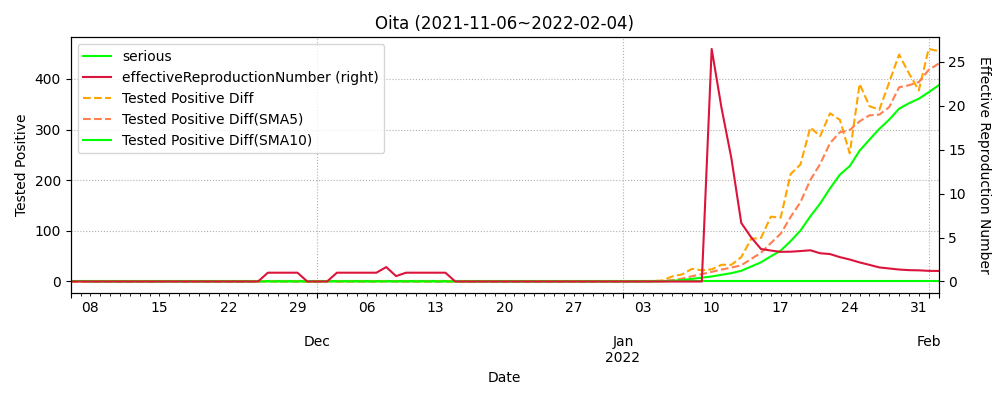 Oita (2021-11-06~2022-02-04)
serious
effectiveReproductionNumber (right)
Tested Positive Diff
Tested Positive Diff(SMA5)
Tested Positive Diff(SMA10)
Tested Positive
400
300
200
100
0
25
20
15
10
5
0
Effective Reproduction Number
08 15 22 29 06 13 20 27 03 10 17 24 31
Dec Jan Feb
2022
Date